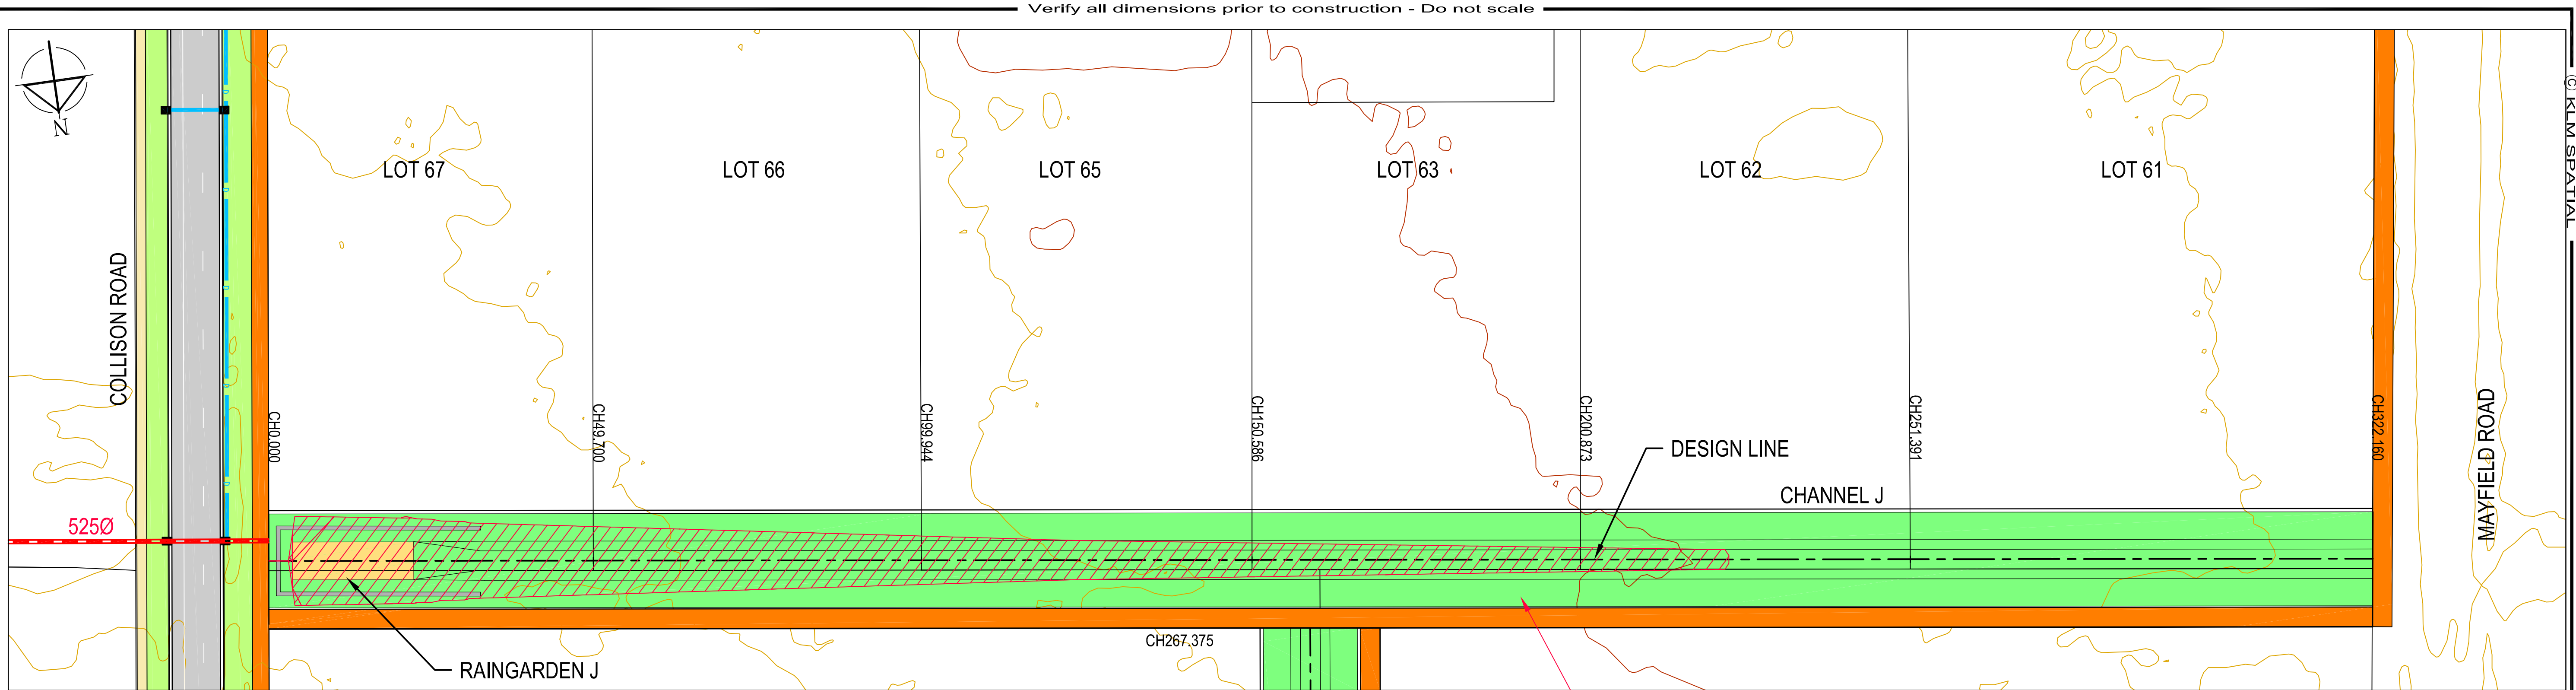 Verify all dimensions prior to construction - Do not scale
© KLM SPATIAL
N
LOT 67
LOT 66
LOT 65
LOT 63
LOT 62
LOT 61
COLLISON ROAD
MAYFIELD ROAD
CH0.000
CH49.700
CH99.944
CH150.586
CH200.873
CH251.391
CH322.160
DESIGN LINE
CHANNEL J
525Ø
CH267.375
RAINGARDEN J